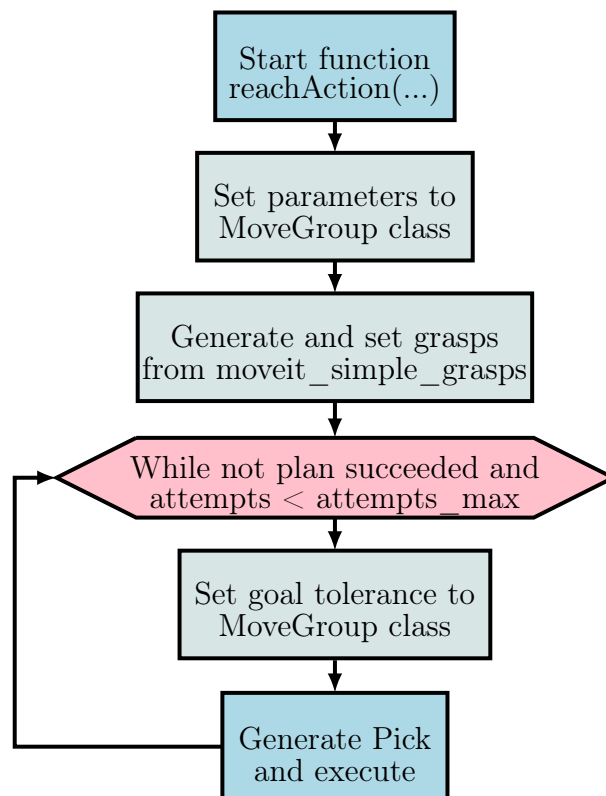 Start function
reachAction(...)
Set parameters to
MoveGroup class
Generate and set grasps
from moveit_simple_grasps
While not plan succeeded and
attempts < attempts_max
Set goal tolerance to
MoveGroup class
Generate Pick
and execute